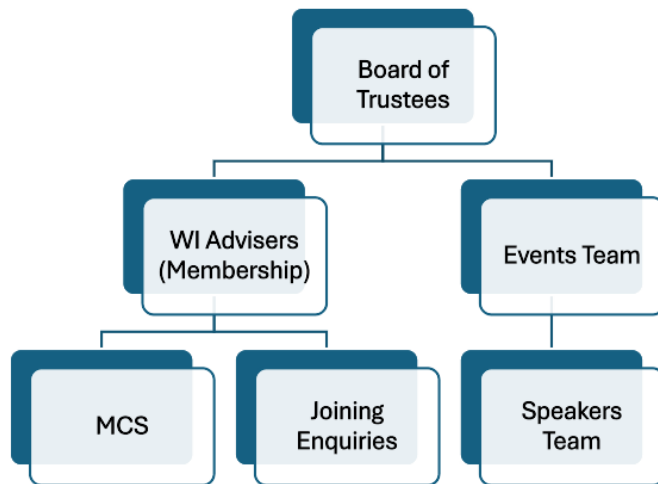 Board of
Trustees
WI Advisers
(Membership)
Events Team
MCS
Joining
Enquiries
Speakers
Team